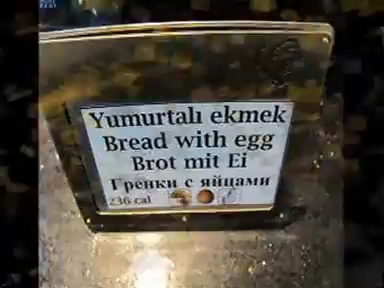 Yumurtalı ekmek
Bread with egg
Brot mit Ei
Гренки с яйцами
236 cal